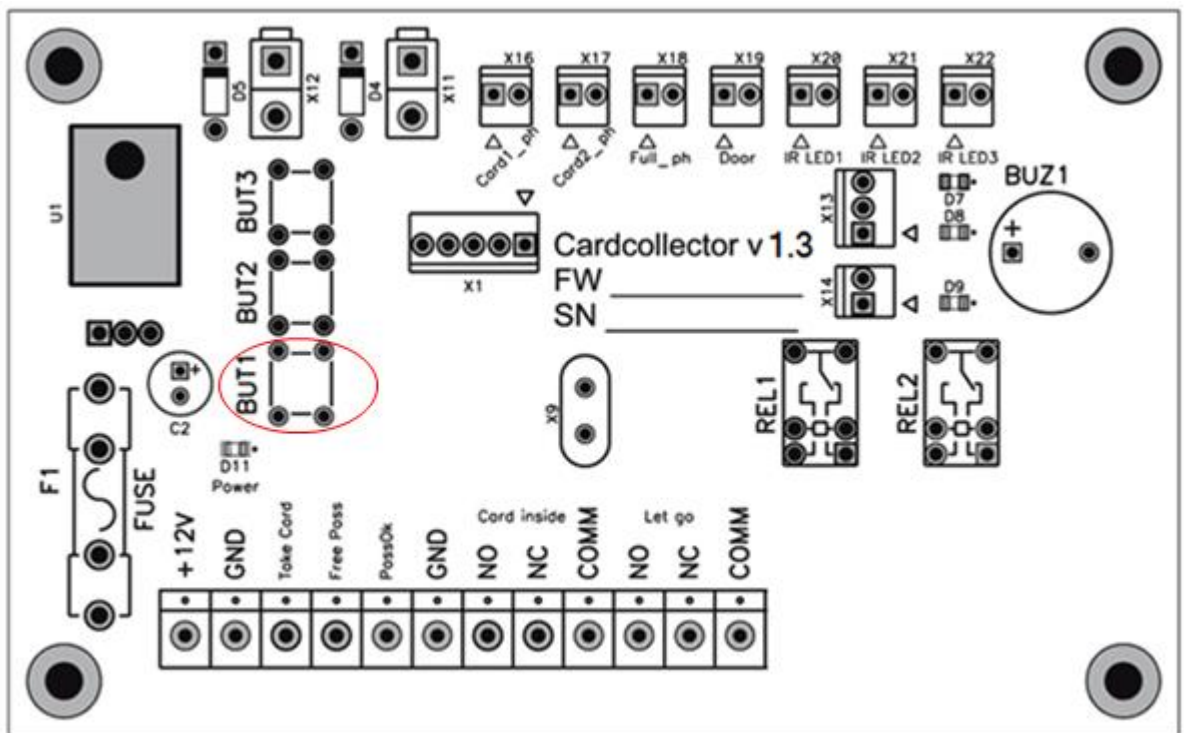 D5
X12
D4
X11
X16
X17
X18
X19
X20
X21
X22
Card1_ph
Card2_ph
Full_ph
Door
IR LED1
IR LED2
IR LED3
U1
BUT3
BUT2
BUT1
X1
Cardcollector v 1.3
FW
SN
X13
X14
D7
D8
D9
BUZ1
+
+
C2
X9
REL1
REL2
D11
Power
F1
FUSE
Card inside
Let go
+12V
GND
Take Card
Free Pass
PassOk
GND
NO
NC
COMM
NO
NC
COMM